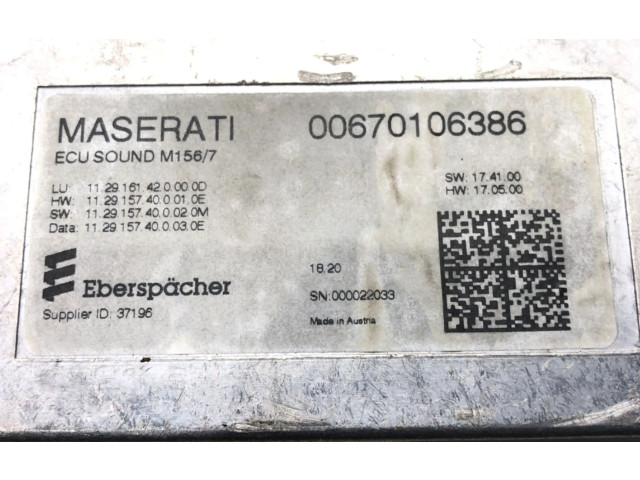 MASERATI 00670106386
ECU SOUND M156/7
SW: 17.41.00
HW: 17.05.00
LU: 11.29 161.42.0.00.0D
HW: 11.29 157.40.0.01.0E
SW: 11.29 157.40.0.02.0M
Data: 11.29 157.40.0.03.0E
Eberspächer
18.20
SN:000022033
Supplier ID: 37196
Made in Austria